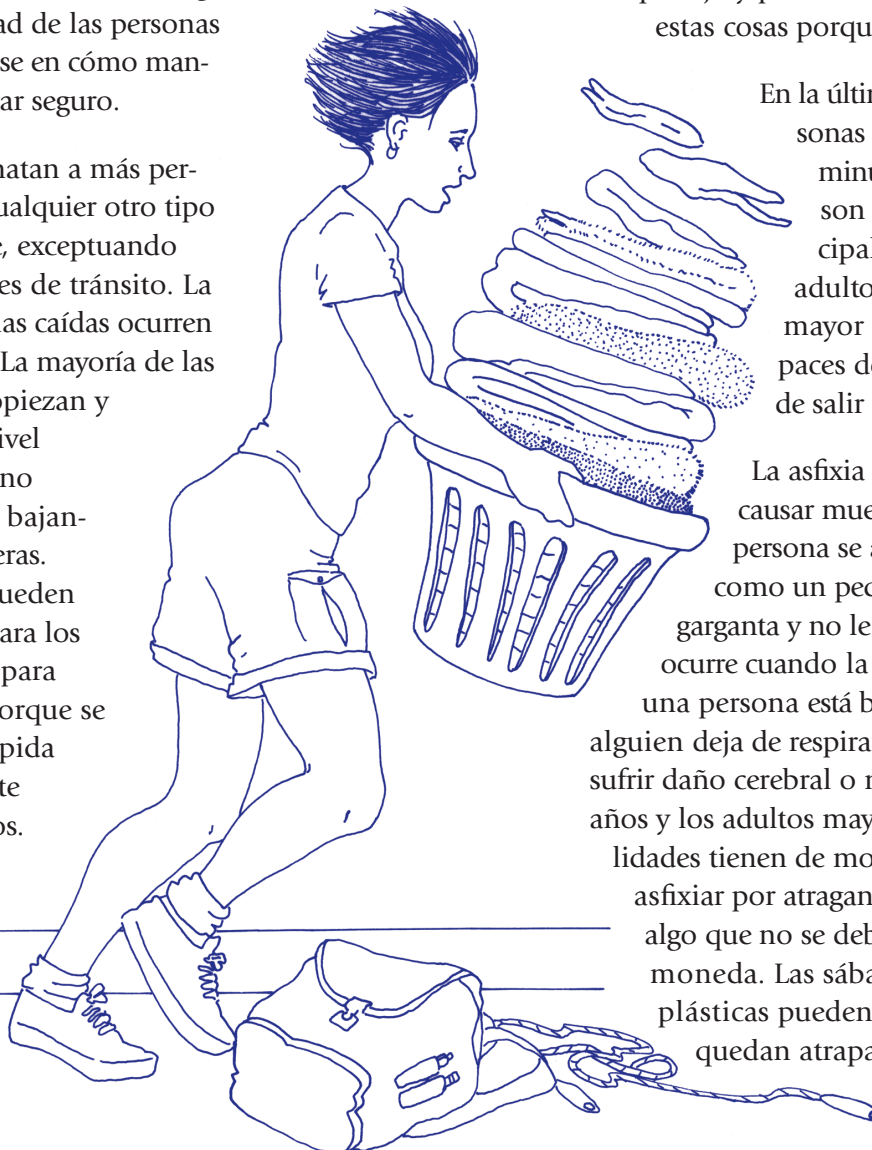 ad de las personas
se en cómo man-
ar seguro.
natan a más per-
ualquier otro tipo
e, exceptuando
es de tránsito. La
las caídas ocurren
La mayoría de las
opiezan y
ivel
no
bajan-
eras.
ueden
ara los
para
orque se
pida
te
os.
estas cosas porqu
En la últin
sonas
minu
son
cipal
adulto
mayor
paces de
de salir
La asfixia
causar mue
persona se a
como un ped
garganta y no le
ocurre cuando la
una persona está b
alguien deja de respira
sufrir daño cerebral o n
años y los adultos may
lidades tienen de mo
asfixiar por atragan
algo que no se deb
moneda. Las sába
plásticas pueden
quedan atrapa